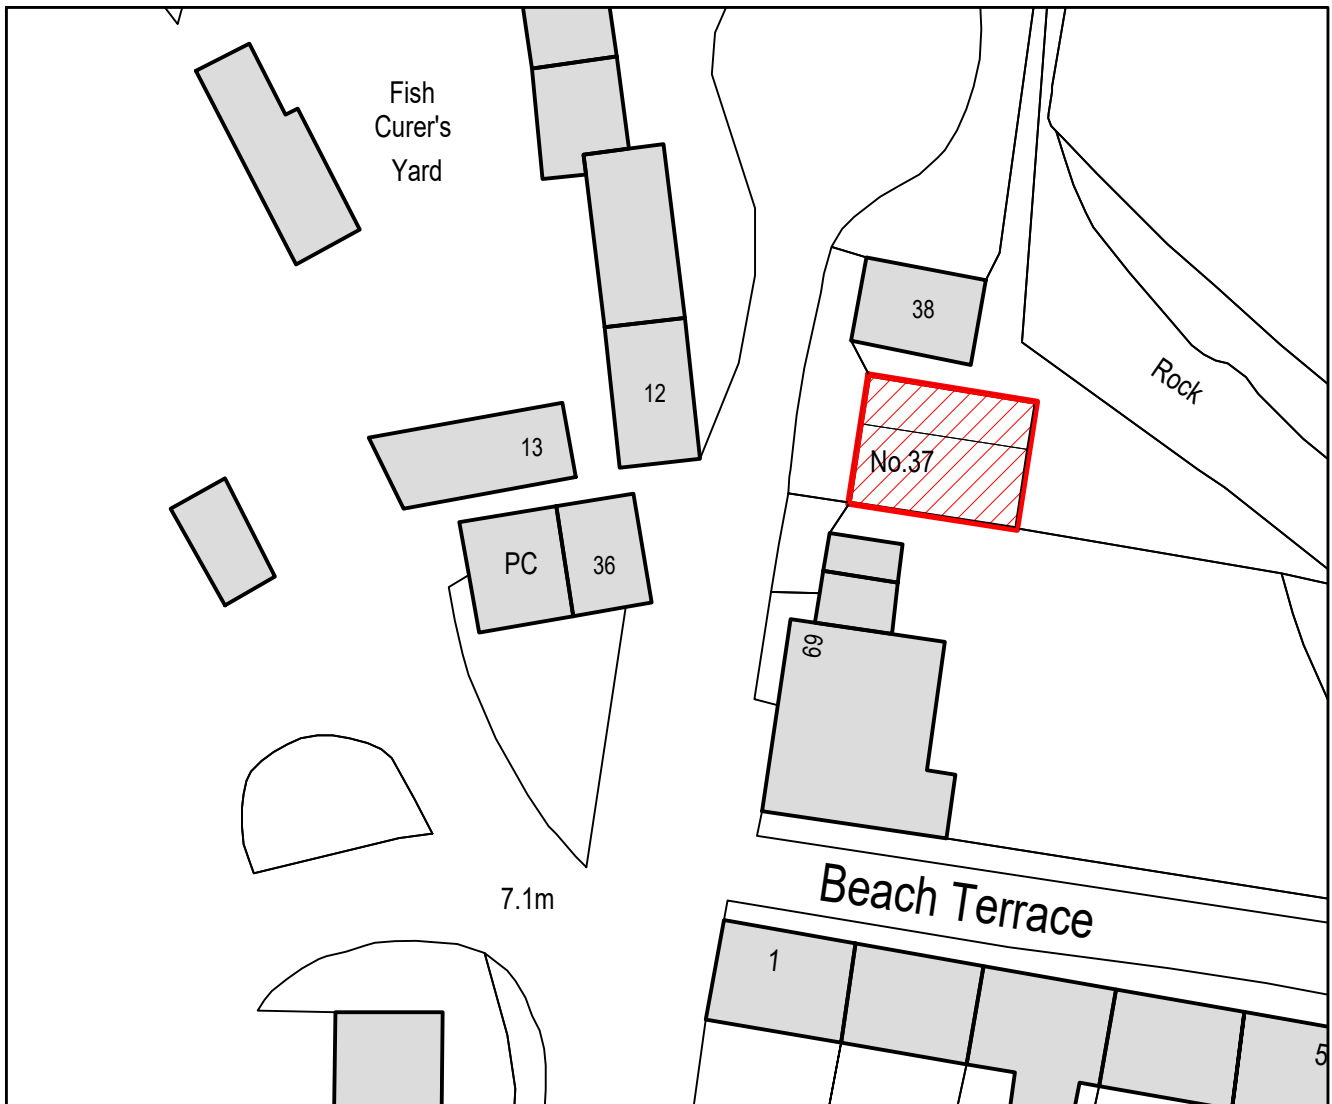 Fish
Curer's
Yard
38
Rock
12
13
No.37
PC
36
69
7.1m
Beach Terrace
1
5